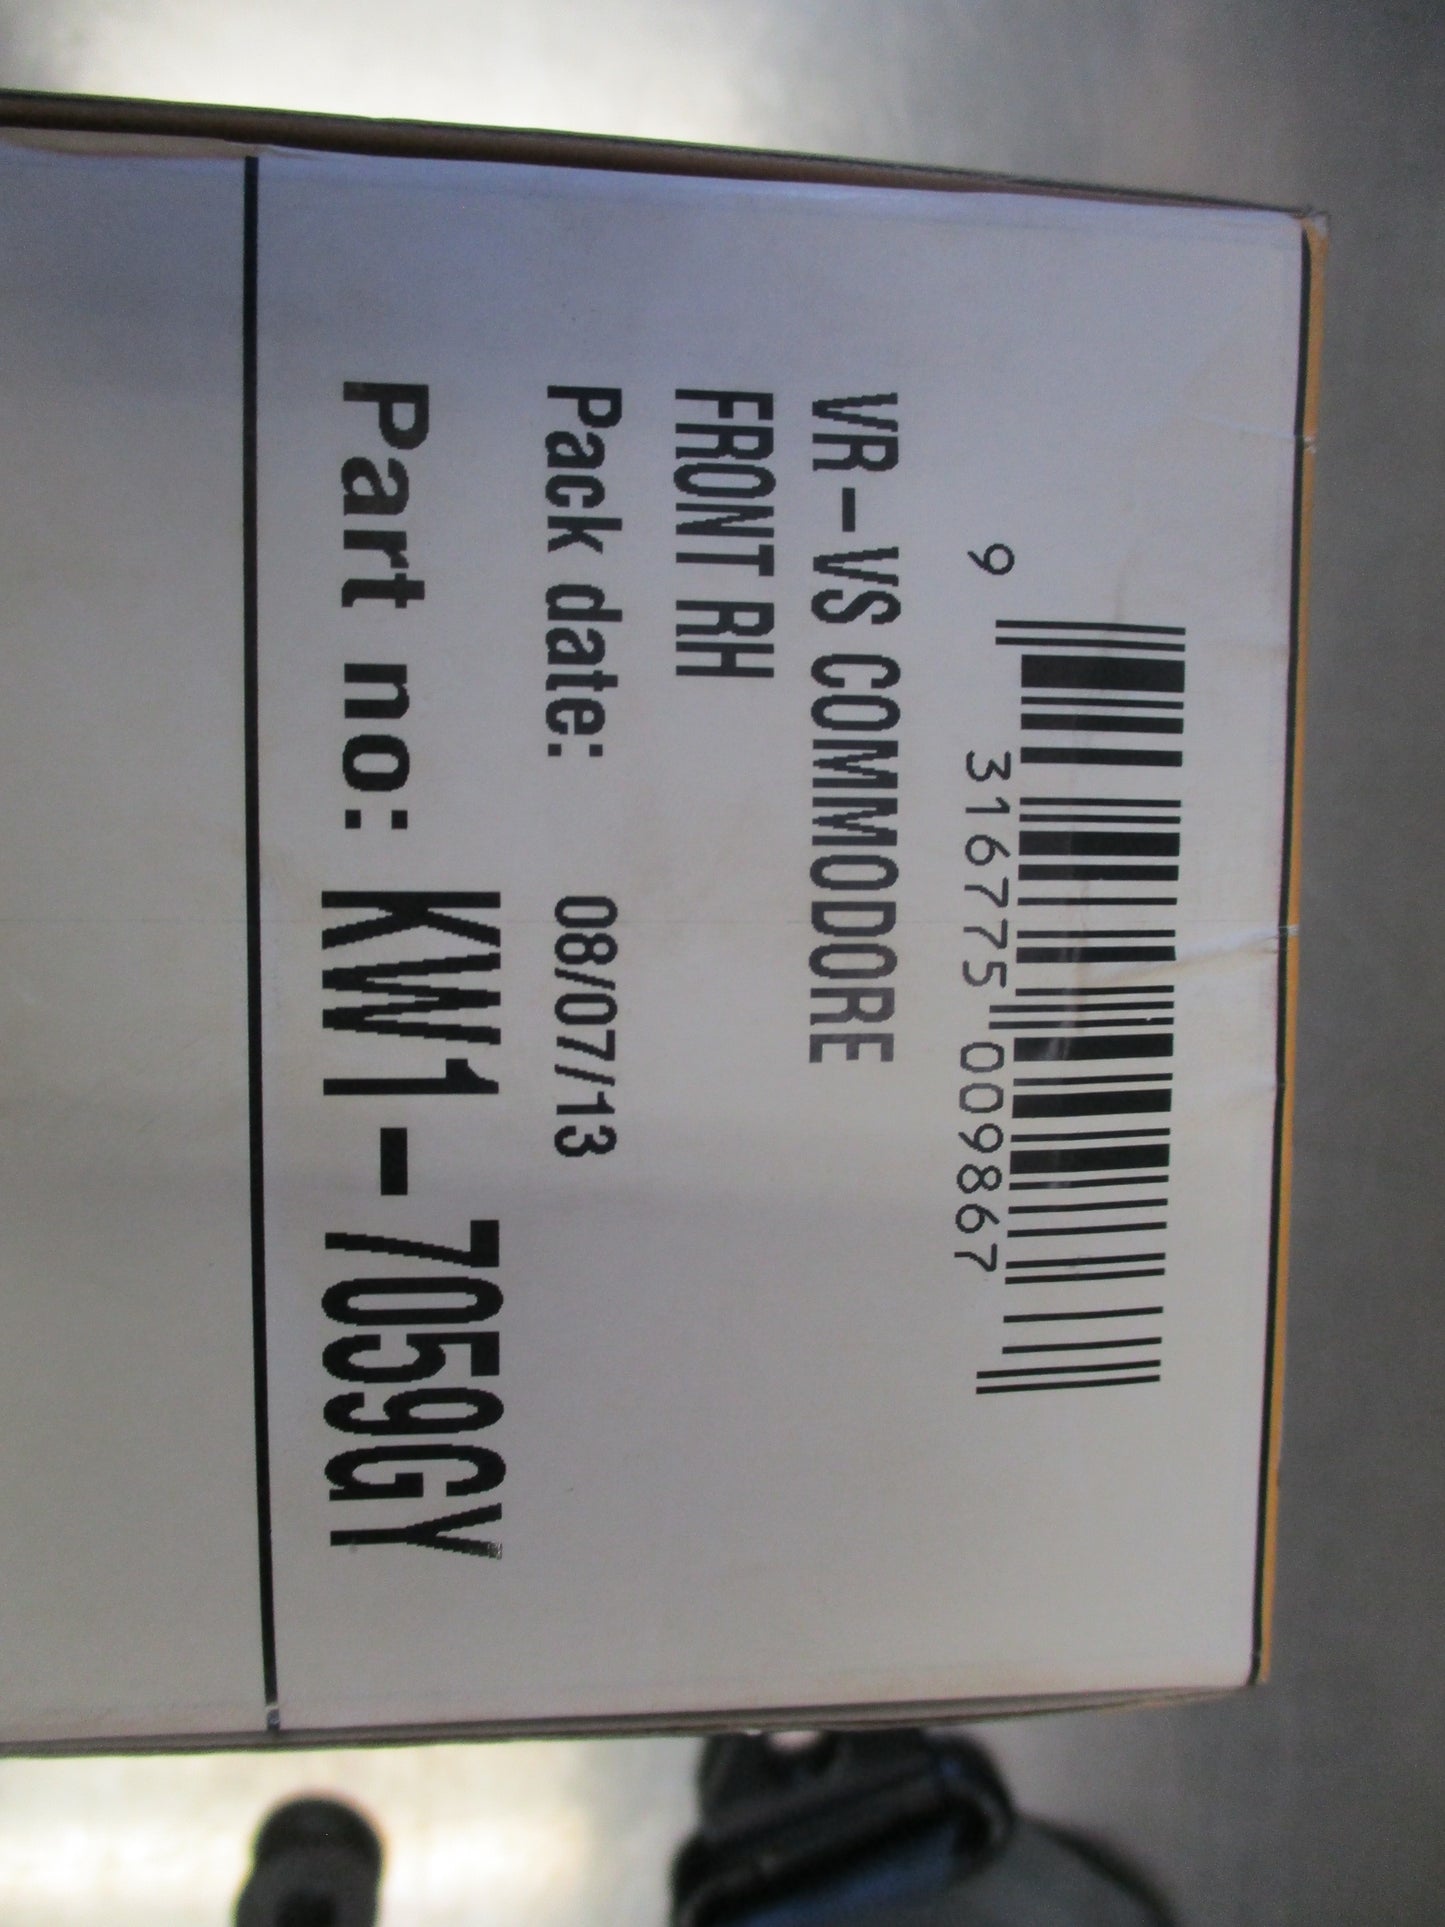 9 316775 009867
VR-VS COMMODORE
FRONT RH
Pack date: 08/07/13
Part no: KW1-7059GY